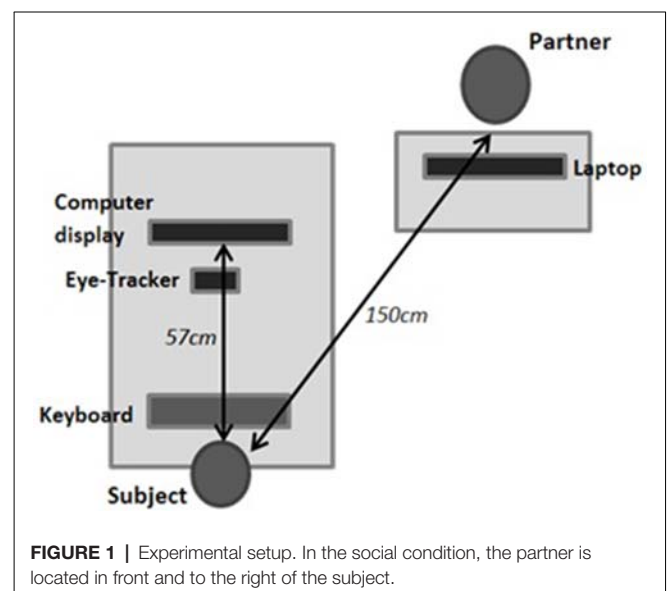 Partner
Laptop
Computer
display
Eye-Tracker
150cm
57cm
Keyboard
Subject
FIGURE 1 | Experimental setup. In the social condition, the partner is
located in front and to the right of the subject.